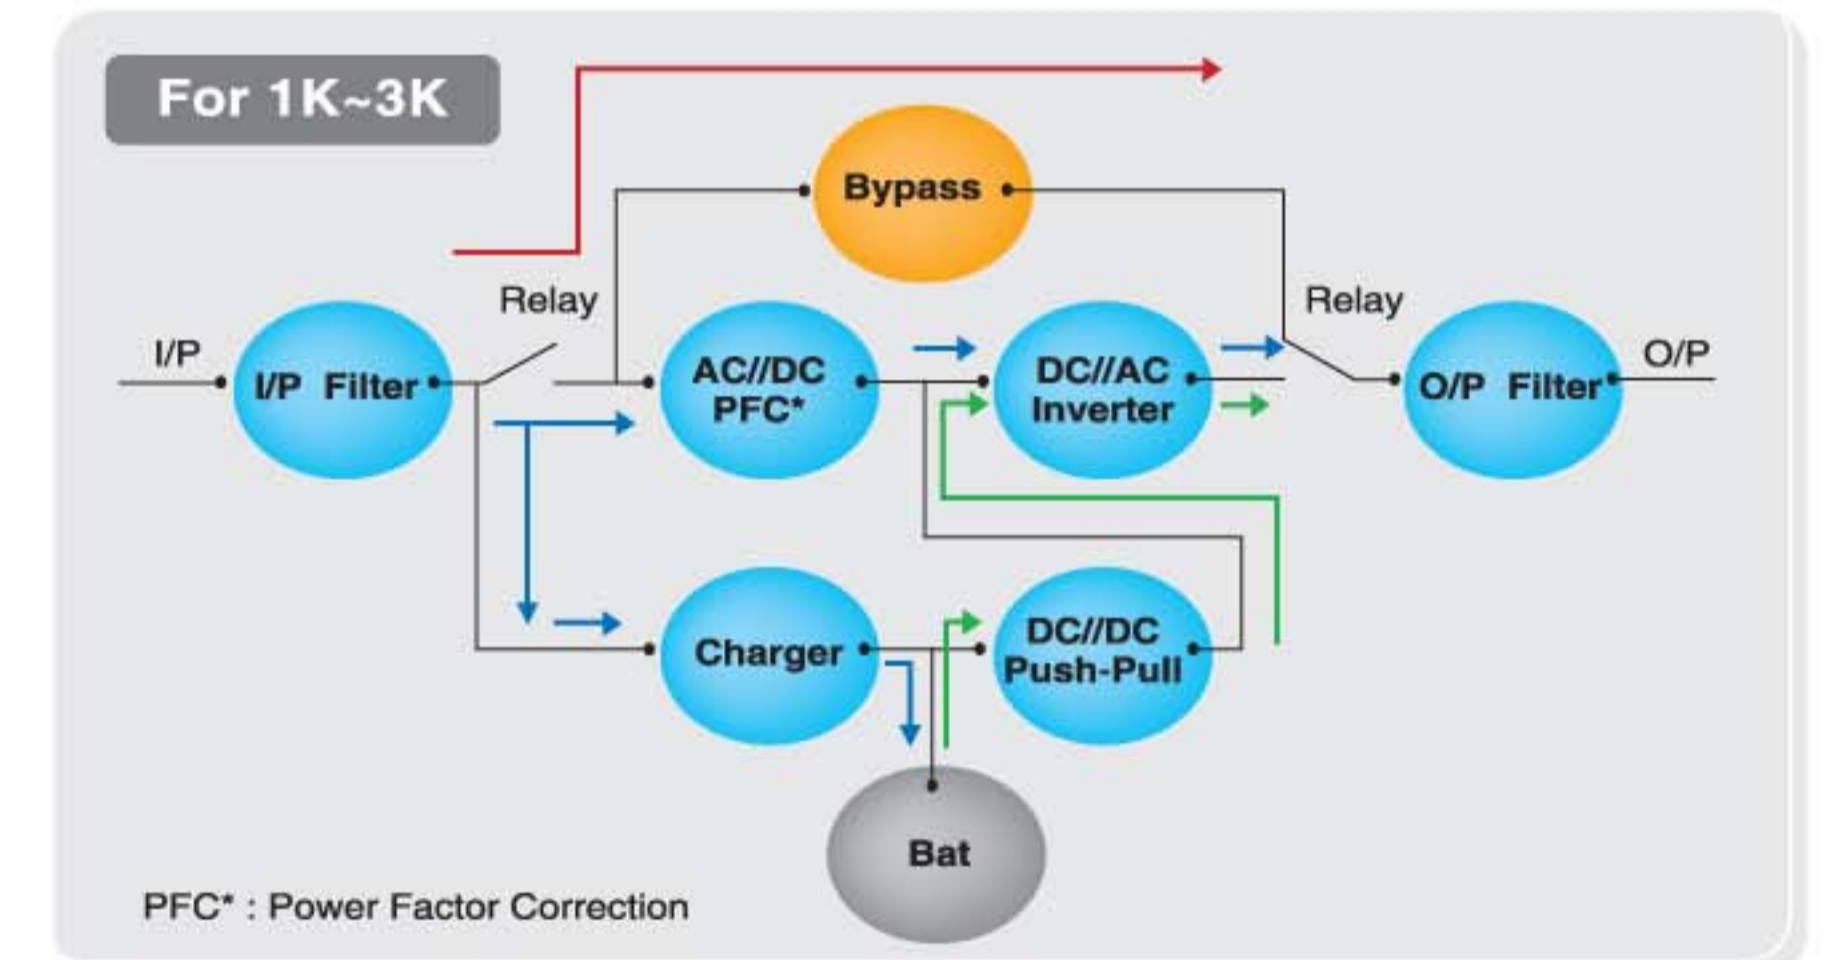 For 1K~3K
Bypass
Relay
Relay
I/P
I/P Filter
AC//DC
PFC*
DC//AC
Inverter
O/P Filter
O/P
Charger
DC//DC
Push-Pull
Bat
PFC* : Power Factor Correction